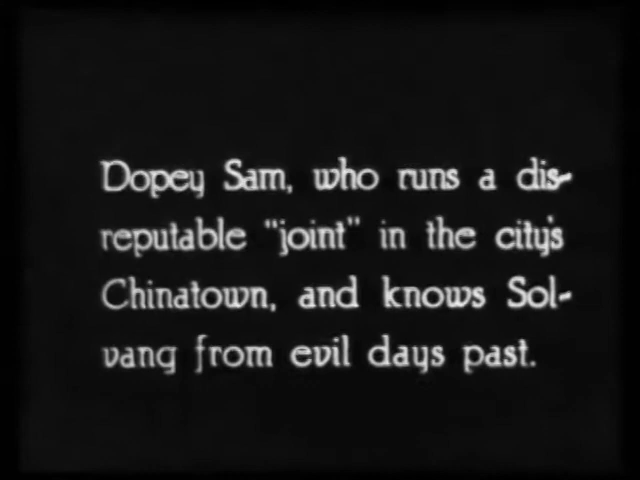 Dopey Sam, who runs a dis-
reputable "joint" in the city's
Chinatown, and knows Sol-
vang from evil days past.